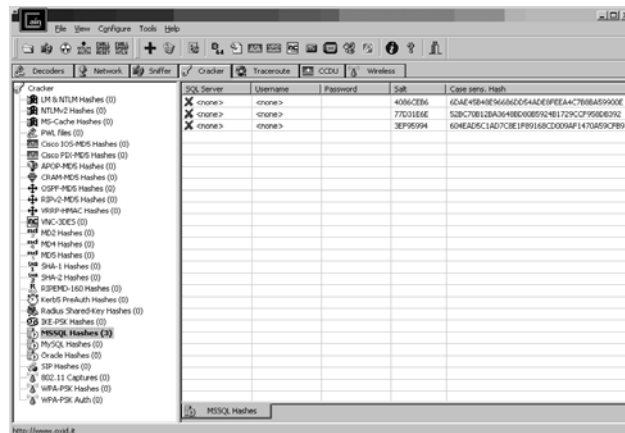 Cain
File View Configure Tools Help
Decoders Network Sniffer Cracker Traceroute CCDU Wireless
Cracker
LM & NTLM Hashes (0)
NTLMv2 Hashes (0)
MS-Cache Hashes (0)
PWL files (0)
Cisco IOS-MD5 Hashes (0)
Cisco PIX-MD5 Hashes (0)
APOP-MD5 Hashes (0)
CRAM-MD5 Hashes (0)
OSPF-MD5 Hashes (0)
RIPv2-MD5 Hashes (0)
VRRP-HMAC Hashes (0)
VNC-3DES (0)
MD2 Hashes (0)
MD4 Hashes (0)
MD5 Hashes (0)
SHA-1 Hashes (0)
SHA-2 Hashes (0)
RIPEMD-160 Hashes (0)
Kerb5 PreAuth Hashes (0)
Radius Shared-Key Hashes (0)
IKE-PSK Hashes (0)
MSSQL Hashes (3)
MySQL Hashes (0)
Oracle Hashes (0)
SIP Hashes (0)
802.11 Captures (0)
WPA-PSK Hashes (0)
WPA-PSK Auth (0)
SQL Server Username Password Salt Case sens. Hash
<none> <none> 4086CEB6
<none> <none> 77D31E6E
<none> <none> 3EF95994
MSSQL Hashes
http://www.oxid.it